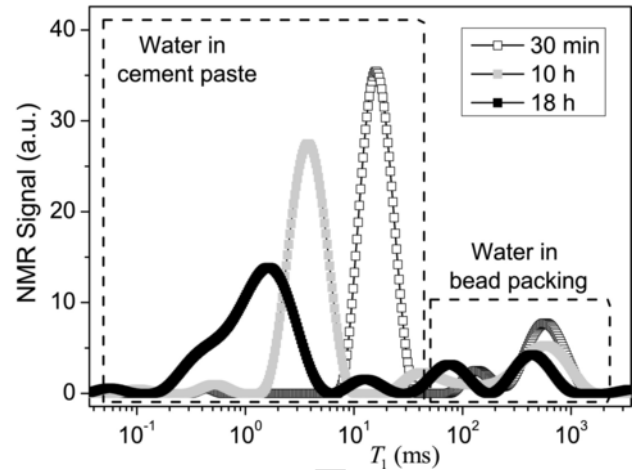 40
30
20
10
0
NMR Signal (a.u.)
Water in
cement paste
30 min
10 h
18 h
Water in
bead packing
10⁻¹ 10⁰ 10¹ 10² 10³
T₁ (ms)